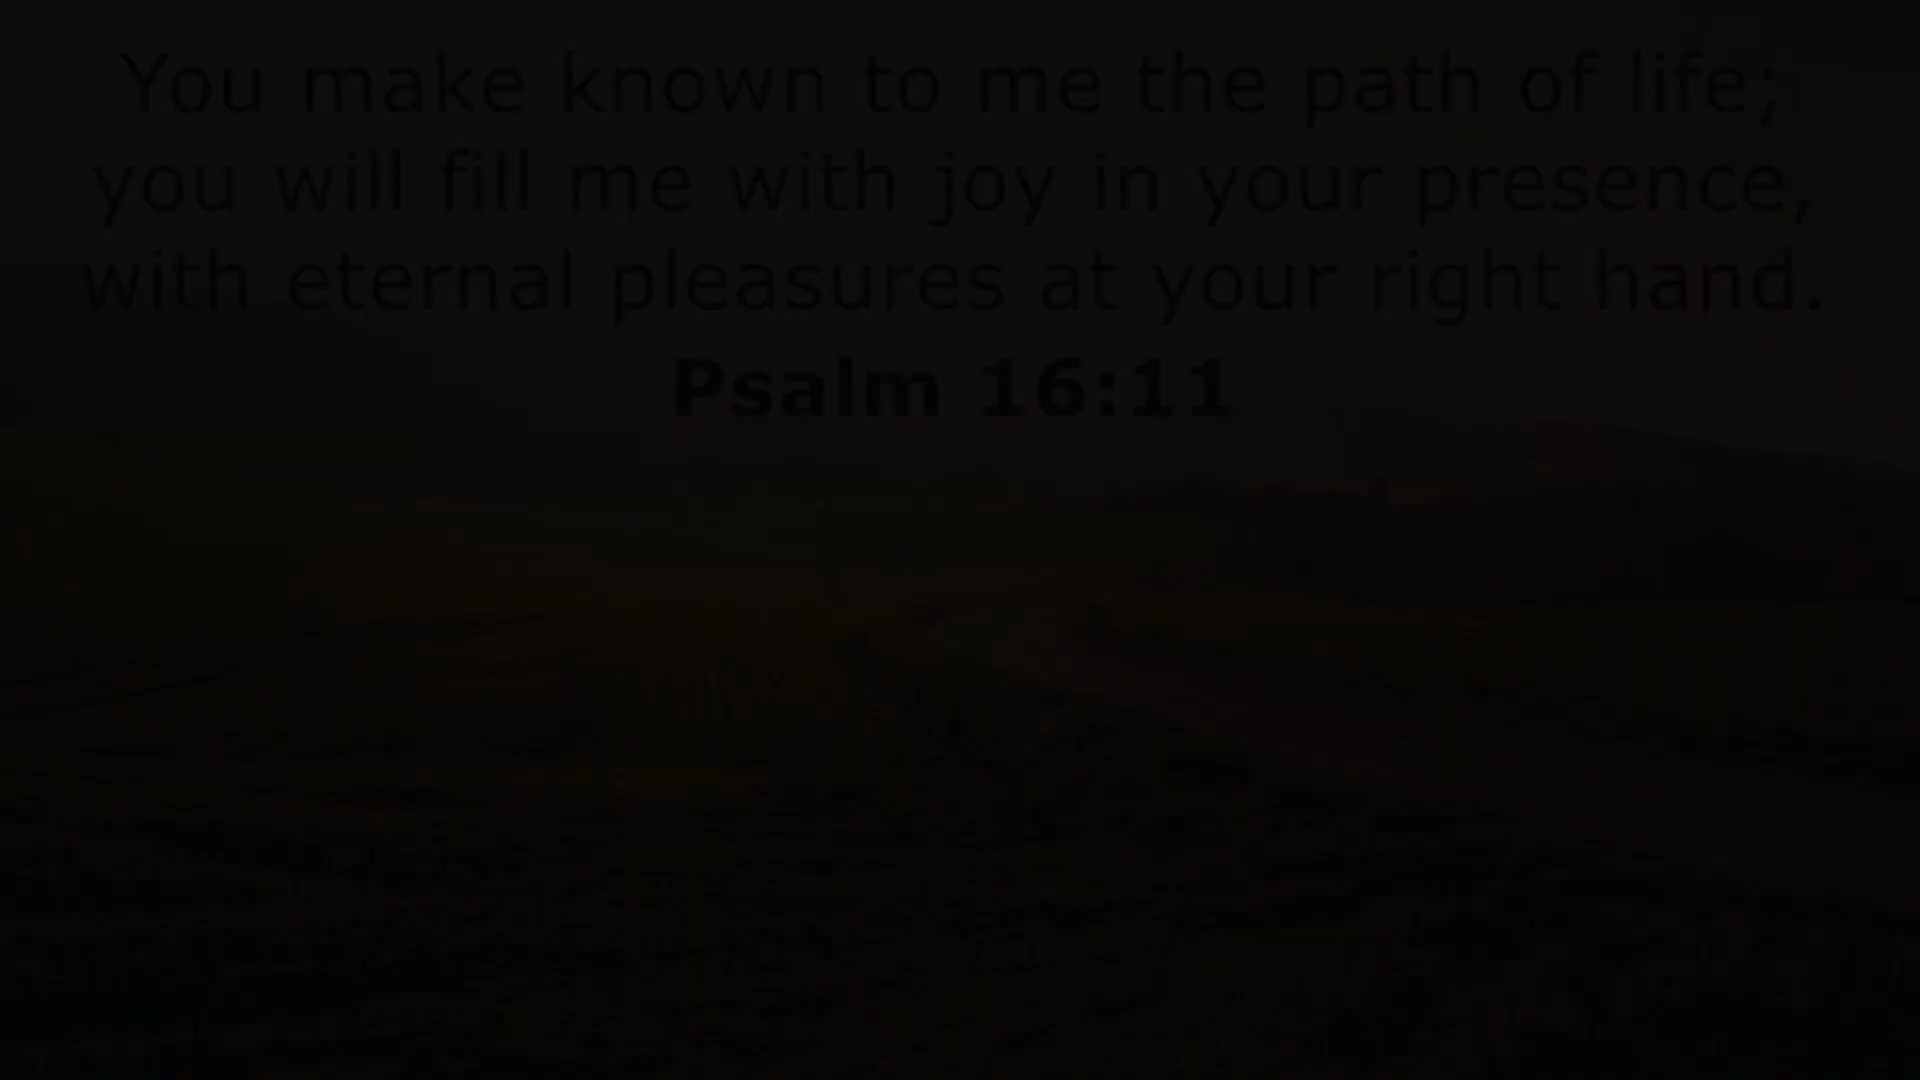 You make known to me the path of life;
you will fill me with joy in your presence,
with eternal pleasures at your right hand.
Psalm 16:11